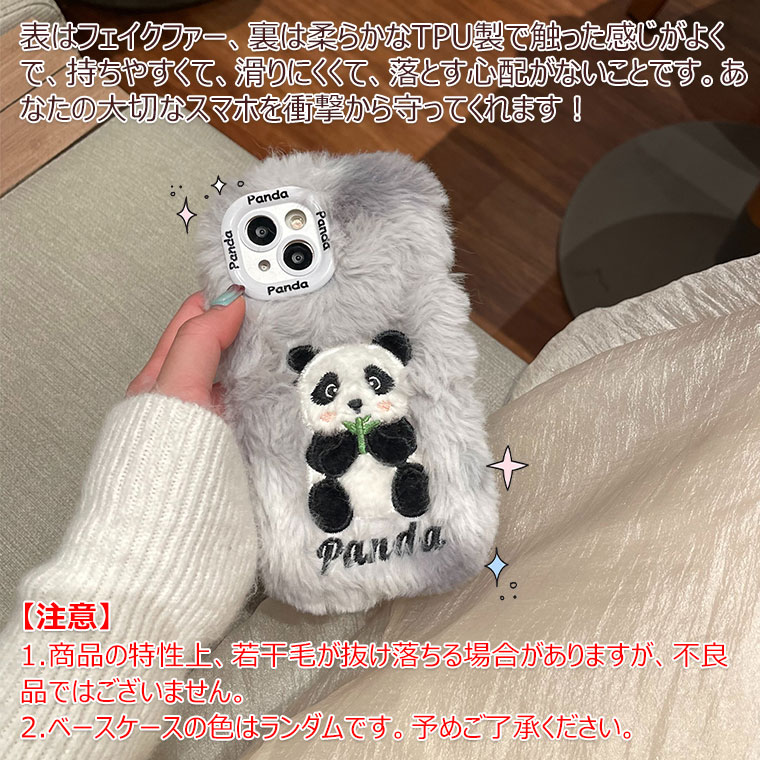 表はフェイクファー、裏は柔らかなTPU製で触った感じがよく
で、持ちやすくて、滑りにくくて、落とす心配がないことです。あ
なたの大切なスマホを衝撃から守ってくれます！
Panda
Panda
Panda
Panda
Panda
【注意】
1.商品の特性上、若干毛が抜け落ちる場合がありますが、不良
品ではございません。
2.ベースケースの色はランダムです。予めご了承ください。